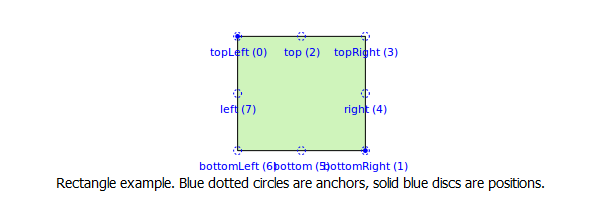 topLeft (0) top (2) topRight (3)
left (7) right (4)
bottomLeft (6) bottom (5) bottomRight (1)
Rectangle example. Blue dotted circles are anchors, solid blue discs are positions.